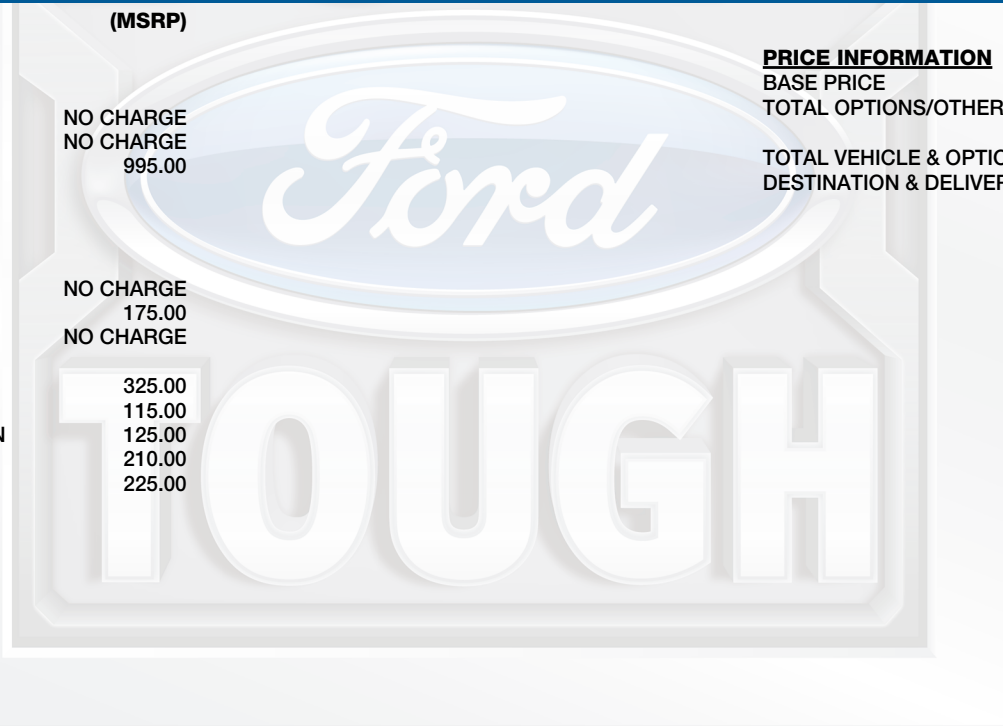 (MSRP)
NO CHARGE
NO CHARGE
995.00
NO CHARGE
175.00
NO CHARGE
325.00
115.00
N 125.00
210.00
225.00
PRICE INFORMATION
BASE PRICE
TOTAL OPTIONS/OTHER
TOTAL VEHICLE & OPTIO
DESTINATION & DELIVER
Ford
TOUGH